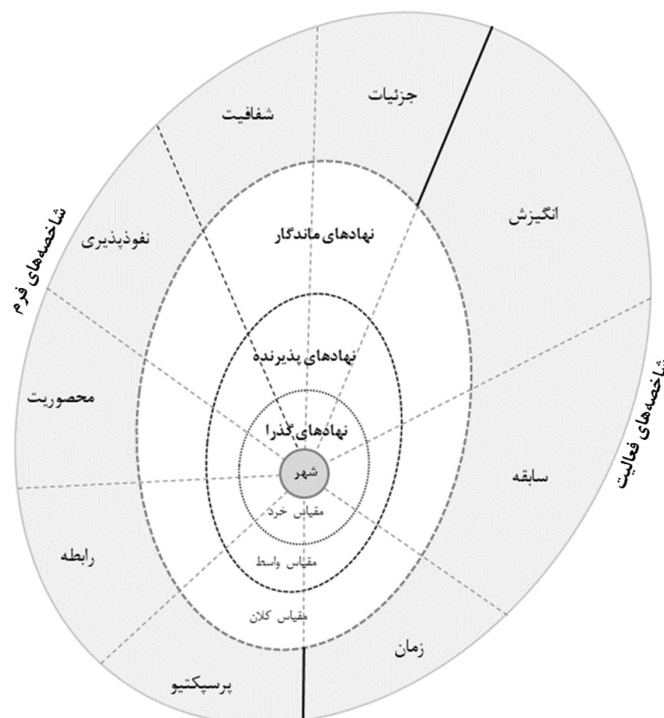 جزئیات
شفافیت
انگیزش
نفوذپذیری
نهادهای ماندگار
شاخصه‌های فرم
نهادهای پذیرنده
محصوریت
نهادهای گذرا
شاخصه‌های فعالیت
شهر
سابقه
مقیاس خرد
رابطه
مقیاس واسط
مقیاس کلان
زمان
پرسپکتیو